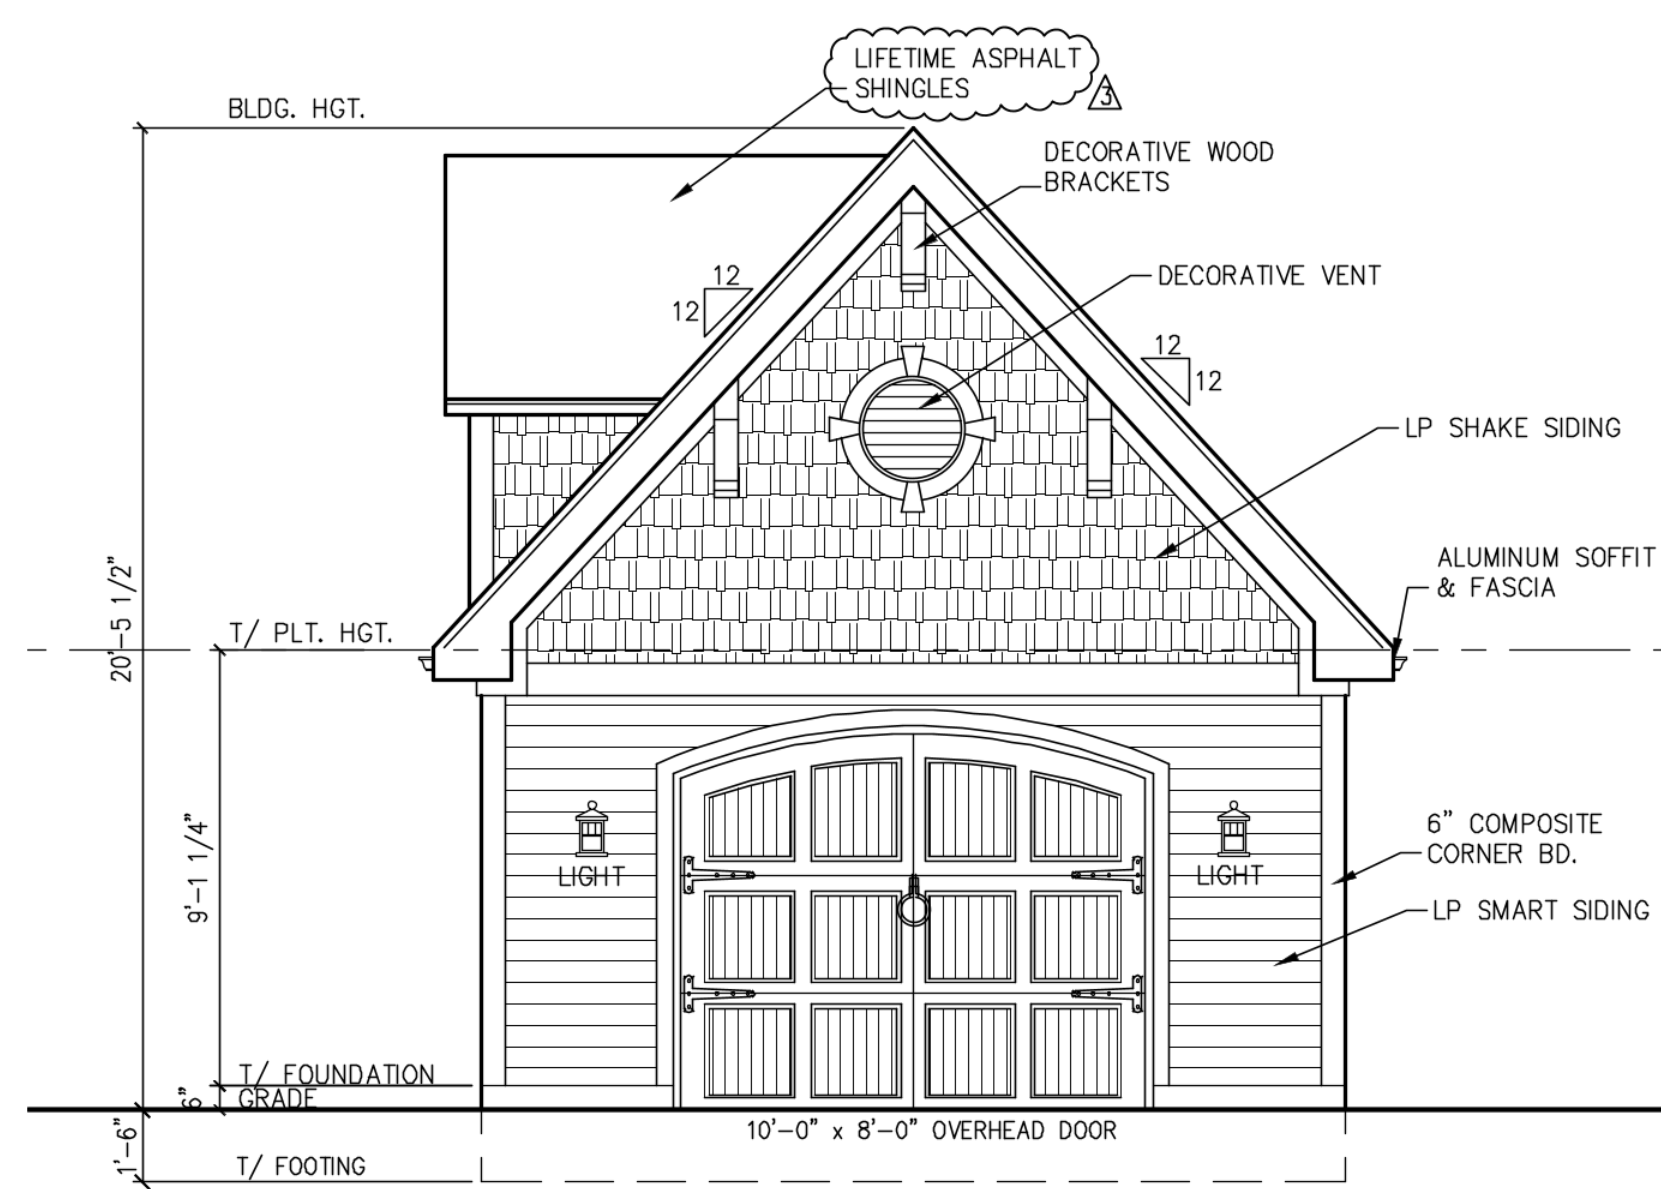 LIFETIME ASPHALT
SHINGLES
3
BLDG. HGT.
DECORATIVE WOOD
BRACKETS
12
12
DECORATIVE VENT
12
12
LP SHAKE SIDING
ALUMINUM SOFFIT
& FASCIA
20'-5 1/2"
T/ PLT. HGT.
9'-1 1/4"
6" COMPOSITE
CORNER BD.
LIGHT
LIGHT
LP SMART SIDING
T/ FOUNDATION
6"
GRADE
10'-0" x 8'-0" OVERHEAD DOOR
1'-6"
T/ FOOTING